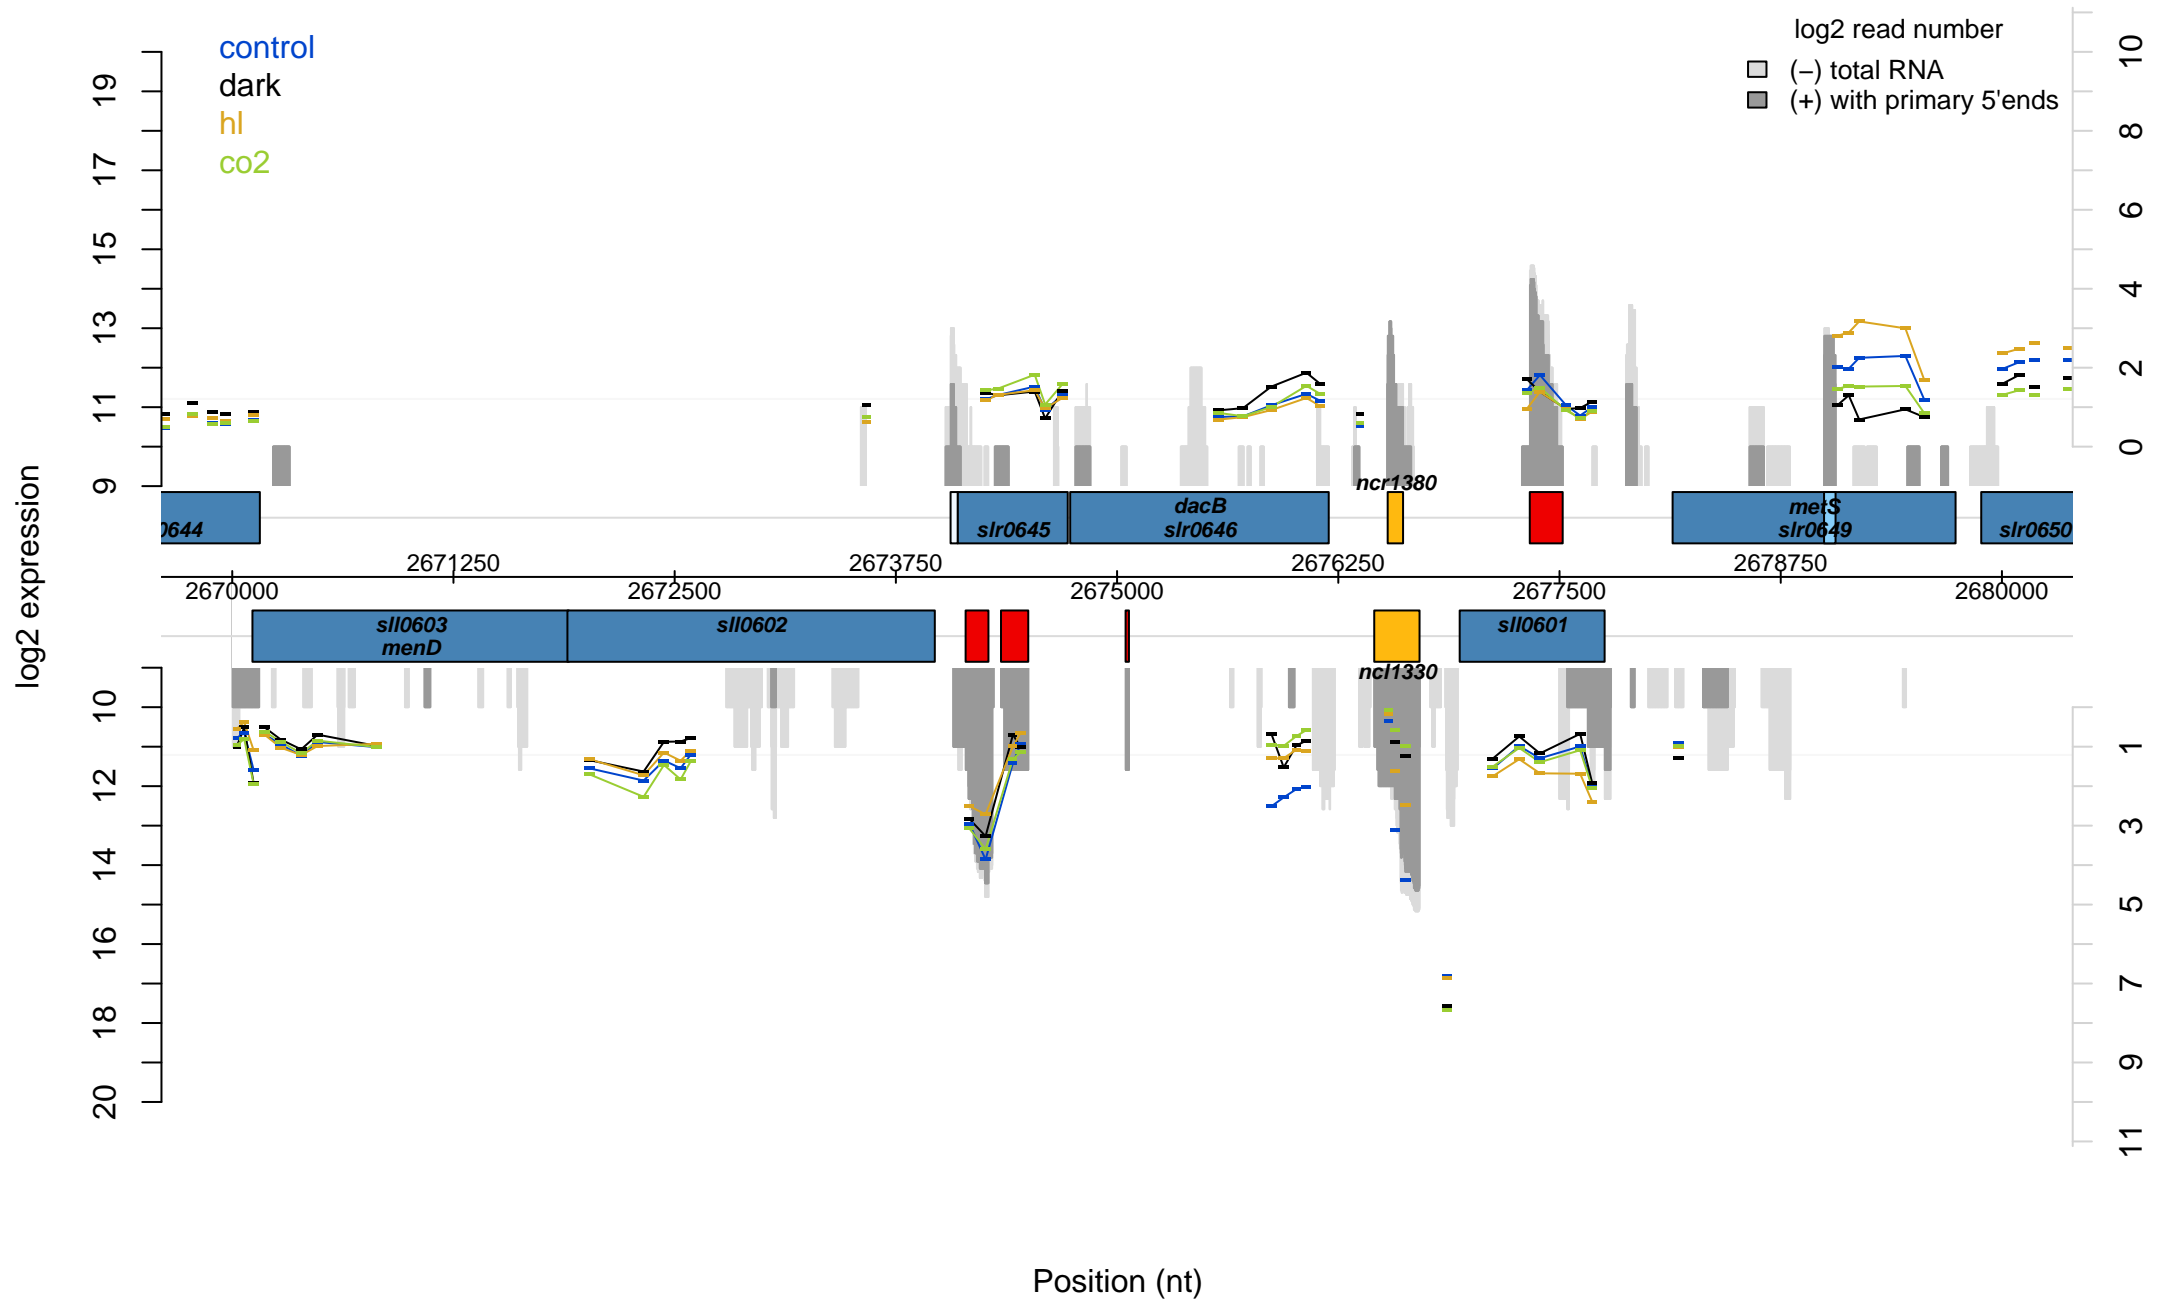 control
dark
hl
co2
log2 read number
(−) total RNA
(+) with primary 5'ends
log2 expression
9 11 13 15 17 19
0 2 4 6 8 10
ncr1380
dacB
metS
0644
slr0645
slr0646
slr0649
slr0650
2671250 2673750 2676250 2678750
2670000 2672500 2675000 2677500 2680000
sll0603
menD
sll0602
sll0601
ncl1330
10 12 14 16 18 20
1 3 5 7 9 11
Position (nt)